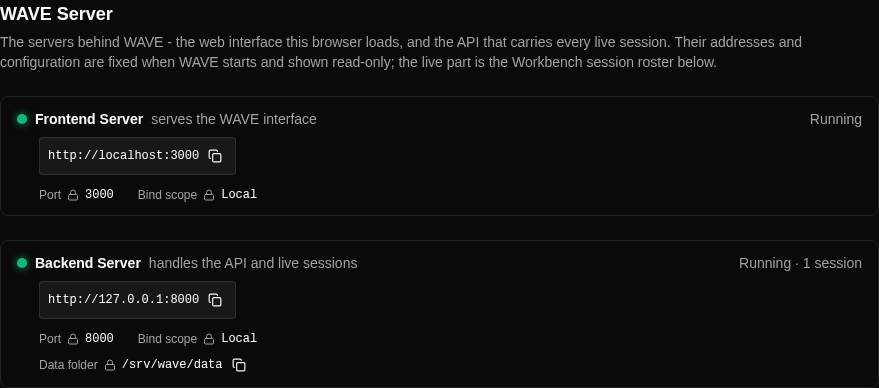 WAVE Server
The servers behind WAVE - the web interface this browser loads, and the API that carries every live session. Their addresses and
configuration are fixed when WAVE starts and shown read-only; the live part is the Workbench session roster below.
Frontend Server serves the WAVE interface Running
http://localhost:3000
Port 3000 Bind scope Local
Backend Server handles the API and live sessions Running · 1 session
http://127.0.0.1:8000
Port 8000 Bind scope Local
Data folder /srv/wave/data